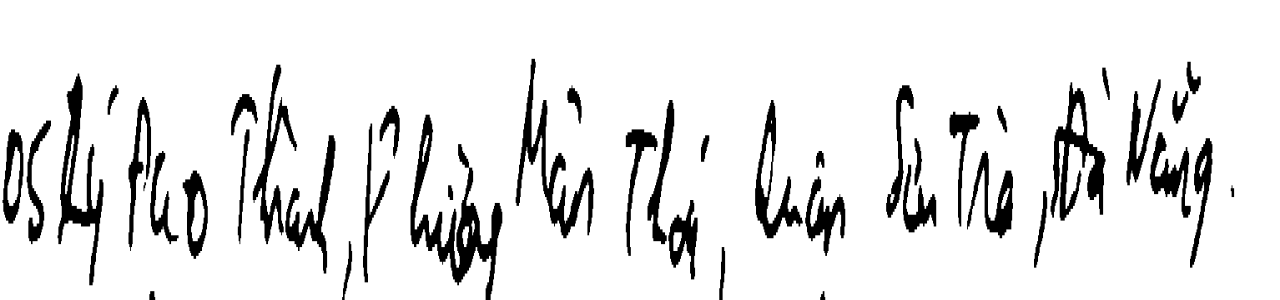 05 Lý Đạo Thành, Phường Mân Thái, Quận Sơn Trà, Đà Nẵng.